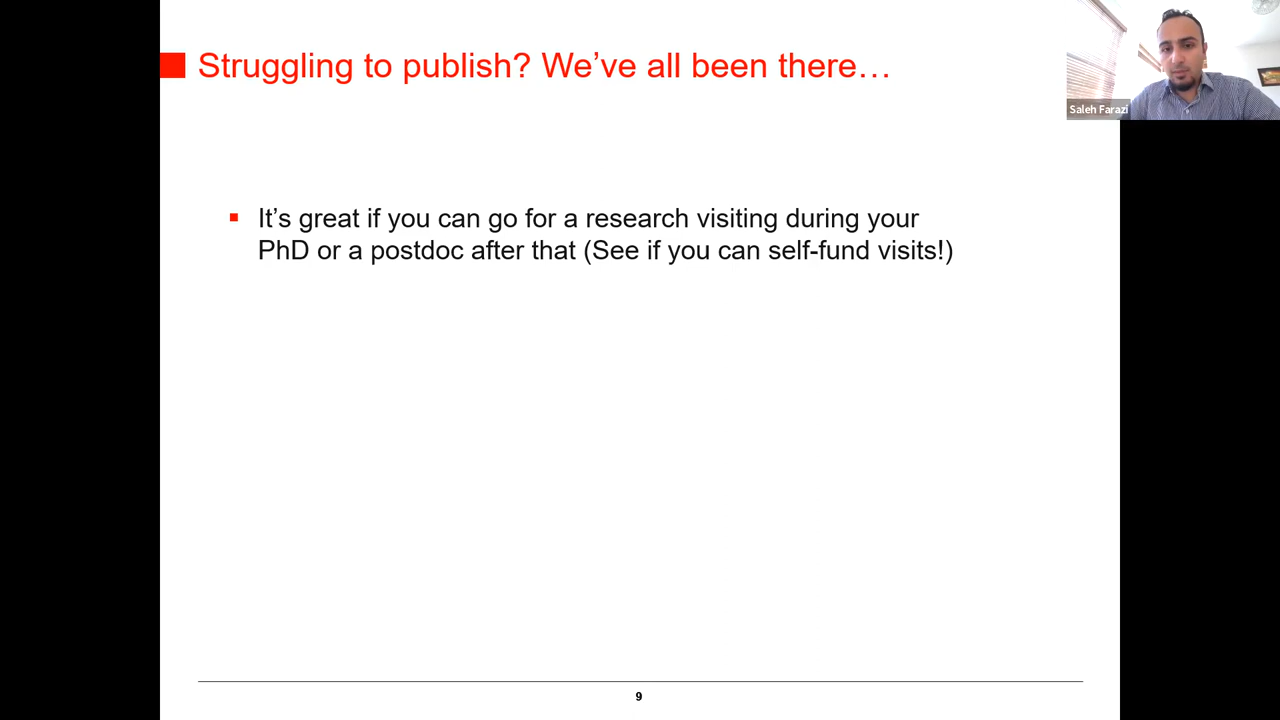 Struggling to publish? We’ve all been there…
Saleh Farazi
It’s great if you can go for a research visiting during your
PhD or a postdoc after that (See if you can self-fund visits!)
9